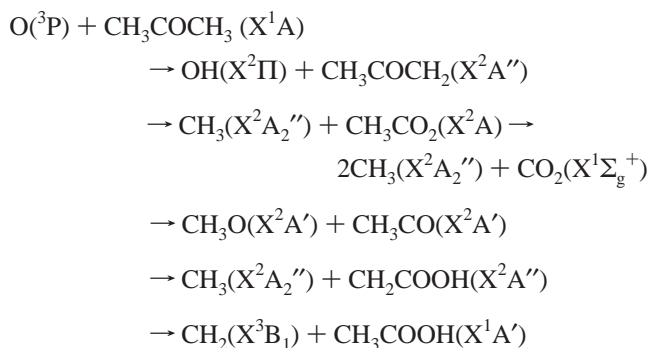 O(³P) + CH₃COCH₃ (X¹A)
→ OH(X²Π) + CH₃COCH₂(X²A″)
→ CH₃(X²A₂″) + CH₃CO₂(X²A) →
2CH₃(X²A₂″) + CO₂(X¹Σg⁺)
→ CH₃O(X²A′) + CH₃CO(X²A′)
→ CH₃(X²A₂″) + CH₂COOH(X²A″)
→ CH₂(X³B₁) + CH₃COOH(X¹A′)